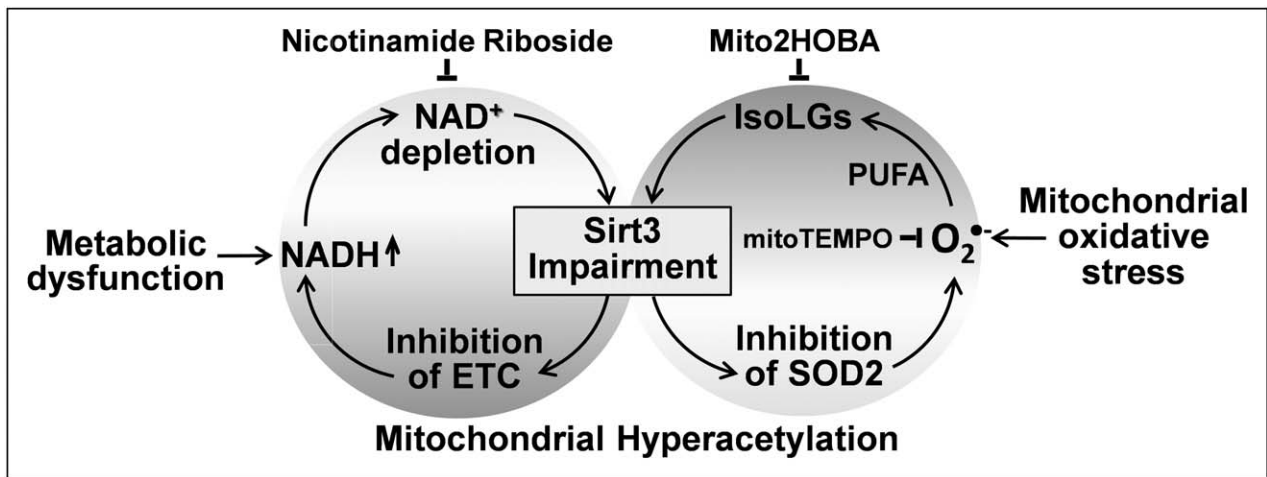 Nicotinamide Riboside
Mito2HOBA
NAD⁺
depletion
IsoLGs
PUFA
Metabolic
dysfunction
NADH
Sirt3
Impairment
mitoTEMPO
O₂•-
Mitochondrial
oxidative
stress
Inhibition
of ETC
Inhibition
of SOD2
Mitochondrial Hyperacetylation